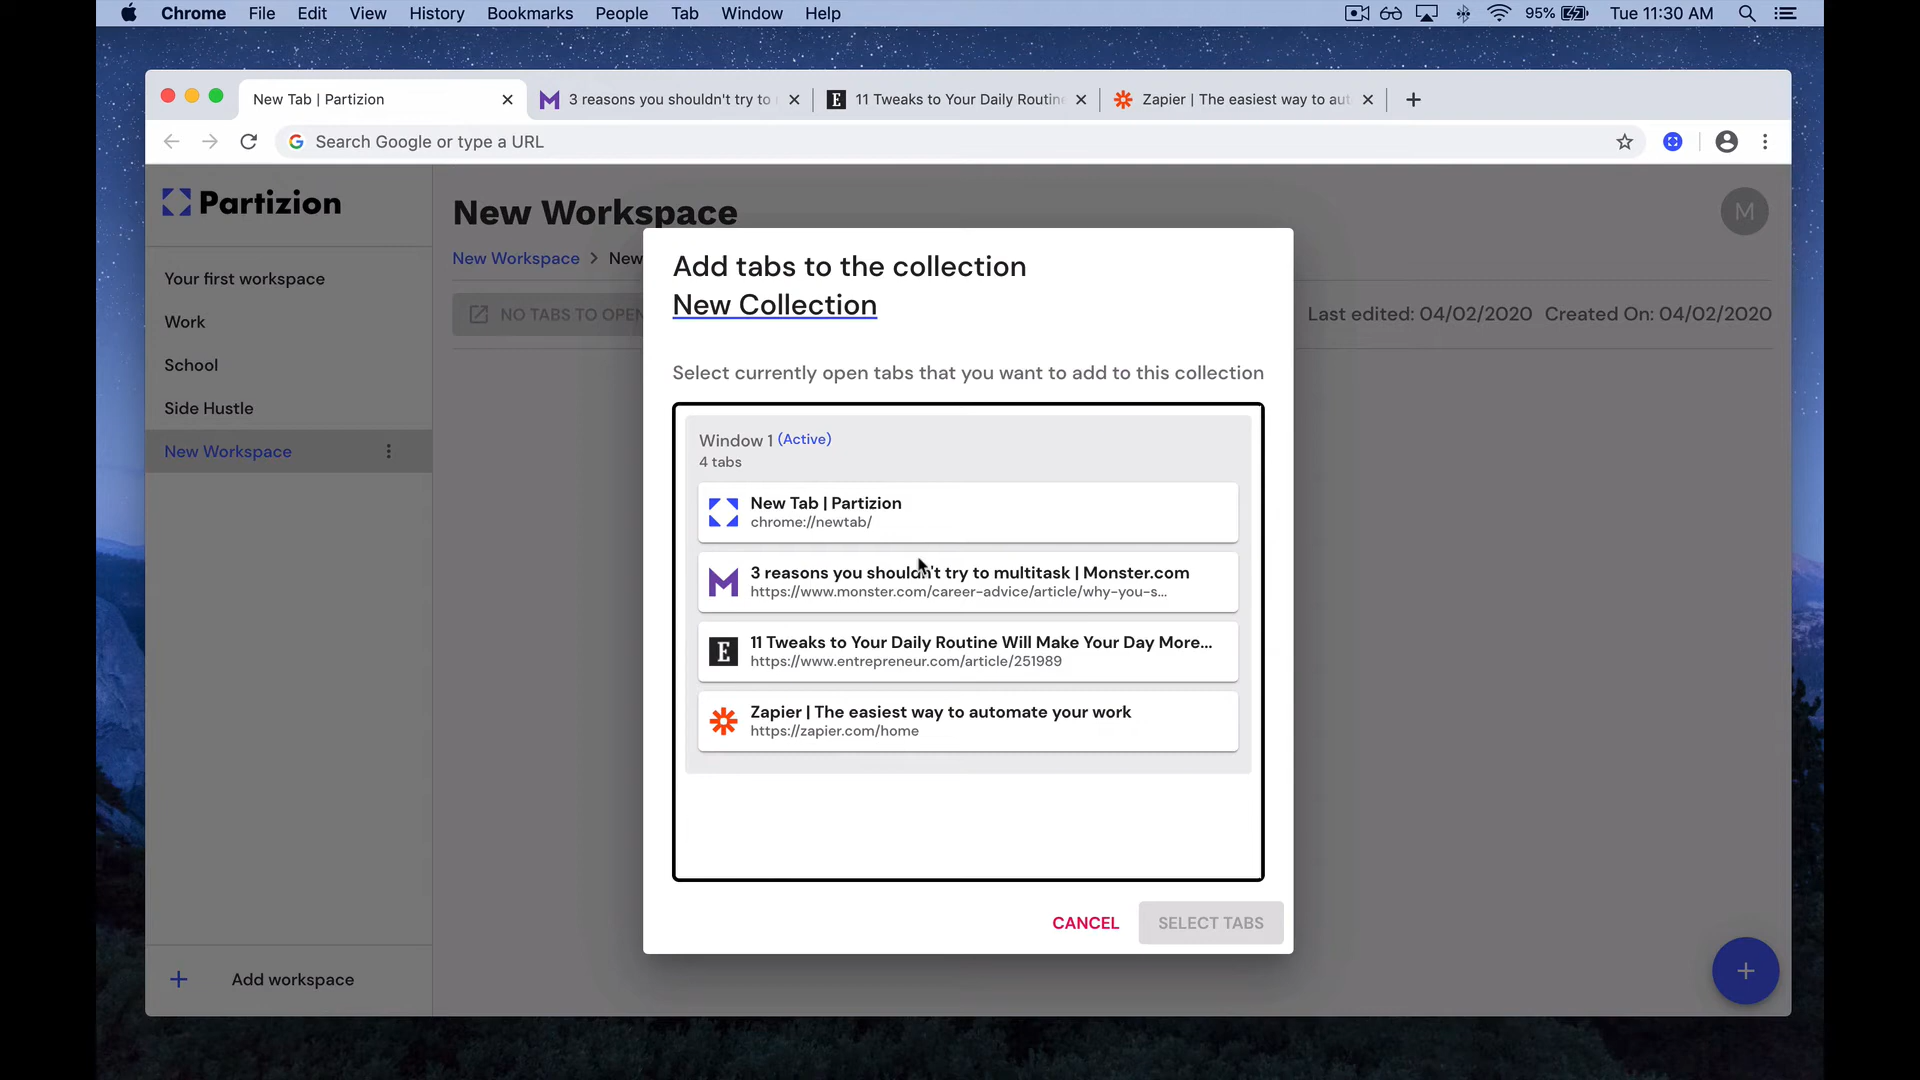 Chrome File Edit View History Bookmarks People Tab Window Help 95% Tue 11:30 AM
New Tab | Partizion 3 reasons you shouldn't try to 11 Tweaks to Your Daily Routine Zapier | The easiest way to aut
Search Google or type a URL
Partizion
Your first workspace
Work
School
Side Hustle
New Workspace
Add workspace
New Workspace
M
New Workspace > New
NO TABS TO OPEN
Last edited: 04/02/2020 Created On: 04/02/2020
Add tabs to the collection
New Collection
Select currently open tabs that you want to add to this collection
Window 1 (Active)
4 tabs
New Tab | Partizion
chrome://newtab/
3 reasons you shouldn't try to multitask | Monster.com
https://www.monster.com/career-advice/article/why-you-s...
11 Tweaks to Your Daily Routine Will Make Your Day More...
https://www.entrepreneur.com/article/251989
Zapier | The easiest way to automate your work
https://zapier.com/home
CANCEL SELECT TABS